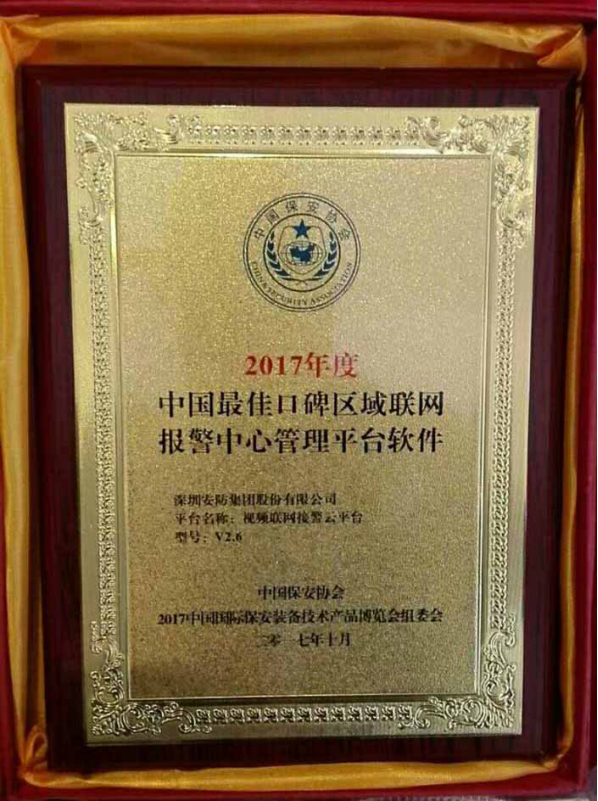 中国保安协会
CHINA SECURITY ASSOCIATION
2017年度
中国最佳口碑区域联网
报警中心管理平台软件
深圳安防集团股份有限公司
平台名称：视频联网接警云平台
型号：V2.6
中国保安协会
2017中国国际保安装备技术产品博览会组委会
二零一七年十月